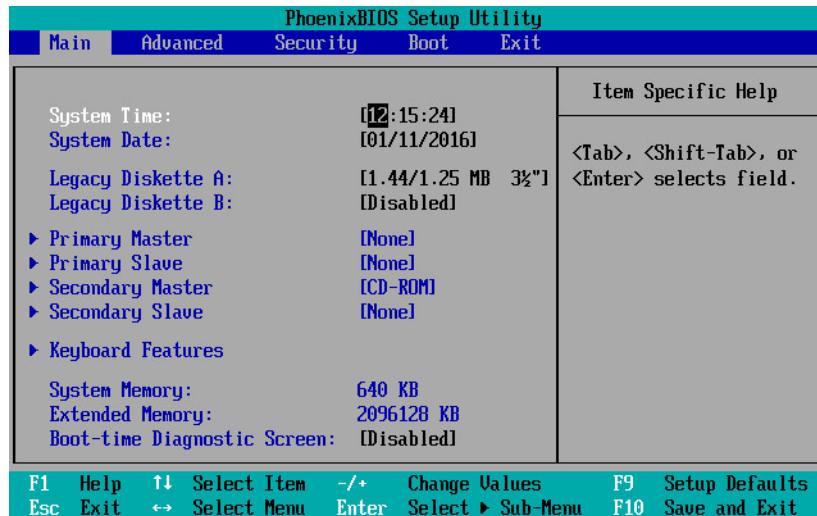 PhoenixBIOS Setup Utility
Main Advanced Security Boot Exit
Item Specific Help
System Time: [12:15:24]
System Date: [01/11/2016]
<Tab>, <Shift-Tab>, or
<Enter> selects field.
Legacy Diskette A: [1.44/1.25 MB 3½"]
Legacy Diskette B: [Disabled]
▶ Primary Master [None]
▶ Primary Slave [None]
▶ Secondary Master [CD-ROM]
▶ Secondary Slave [None]
▶ Keyboard Features
System Memory: 640 KB
Extended Memory: 2096128 KB
Boot-time Diagnostic Screen: [Disabled]
F1 Help ↑↓ Select Item -/+ Change Values F9 Setup Defaults
Esc Exit ↔ Select Menu Enter Select ▶ Sub-Menu F10 Save and Exit